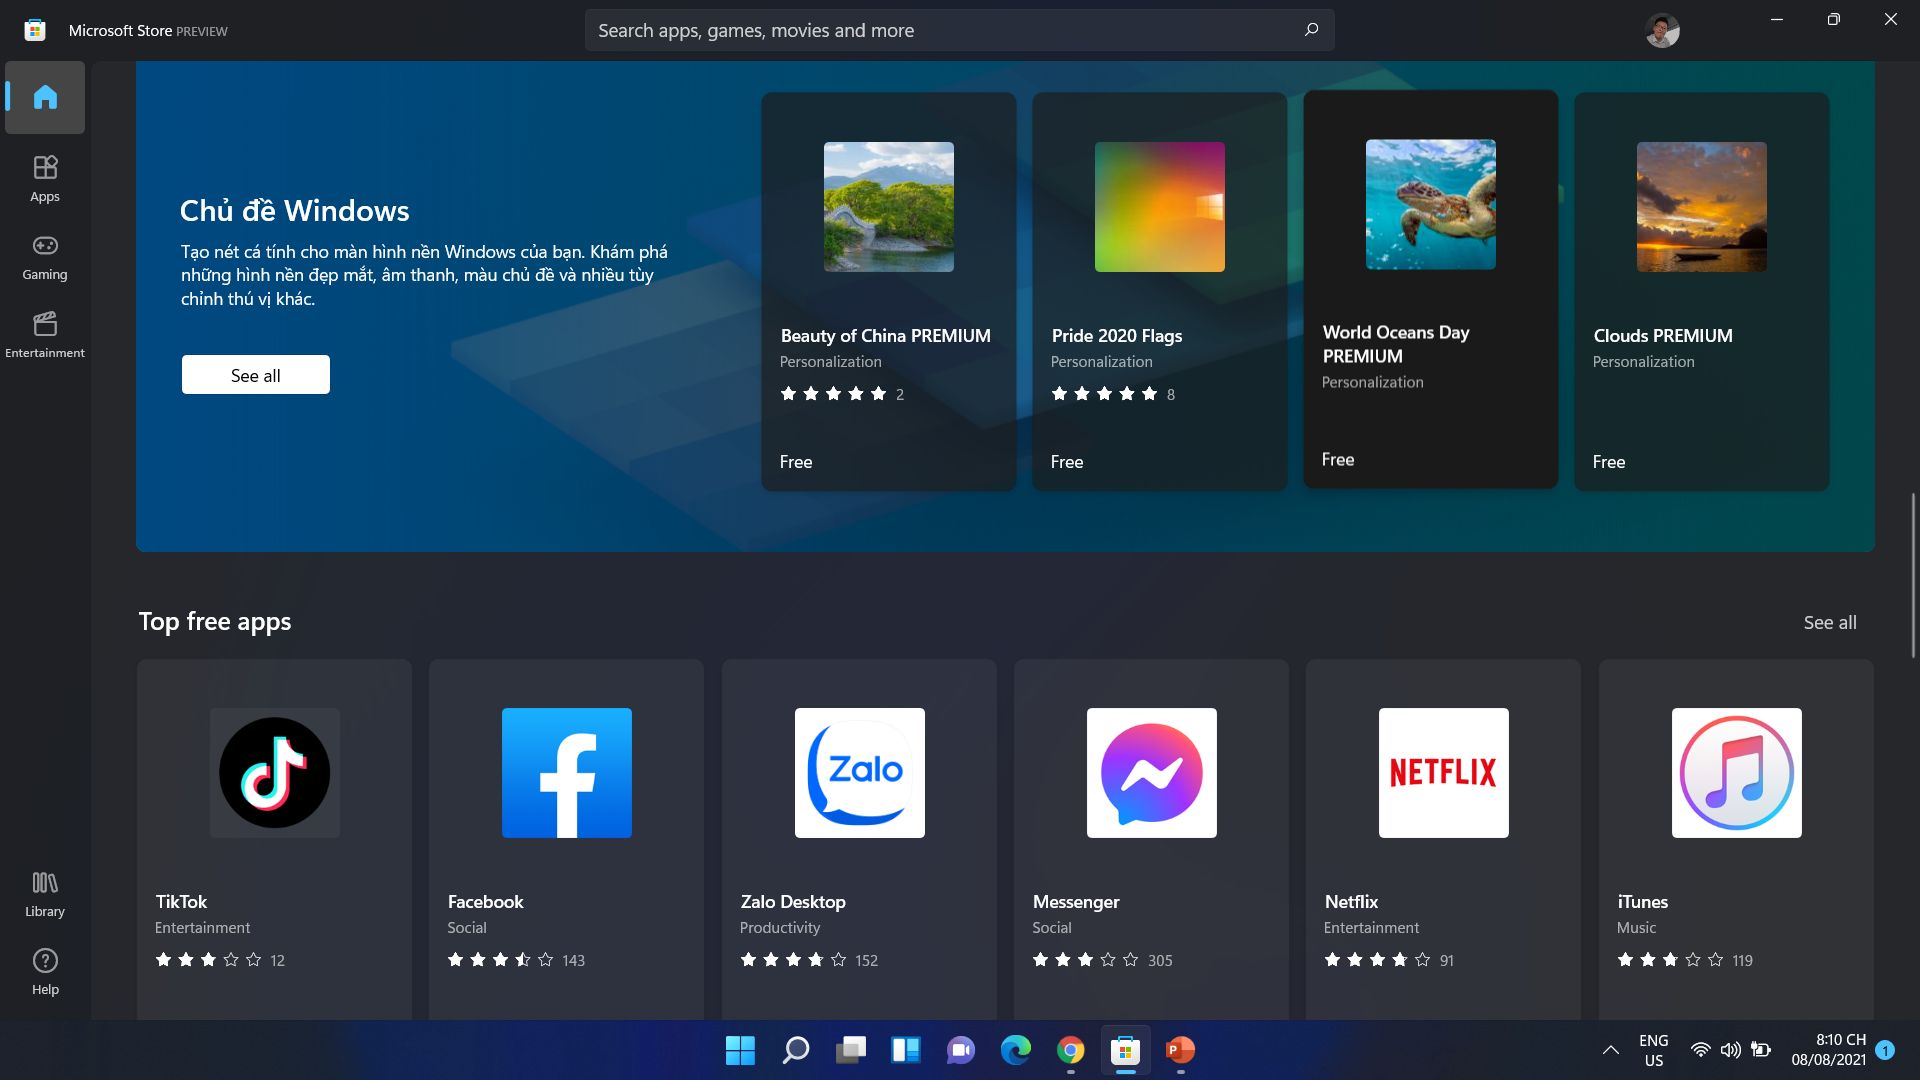 Microsoft Store PREVIEW
Search apps, games, movies and more
Apps
Gaming
Entertainment
Library
Help
Chủ đề Windows
Tạo nét cá tính cho màn hình nền Windows của bạn. Khám phá
những hình nền đẹp mắt, âm thanh, màu chủ đề và nhiều tùy
chỉnh thú vị khác.
See all
Beauty of China PREMIUM
Personalization
2
Free
Pride 2020 Flags
Personalization
8
Free
World Oceans Day
PREMIUM
Personalization
Free
Clouds PREMIUM
Personalization
Free
Top free apps
See all
TikTok
Entertainment
12
Facebook
Social
143
Zalo
Zalo Desktop
Productivity
152
Messenger
Social
305
NETFLIX
Netflix
Entertainment
91
iTunes
Music
119
P
ENG
US
8:10 CH
08/08/2021
1